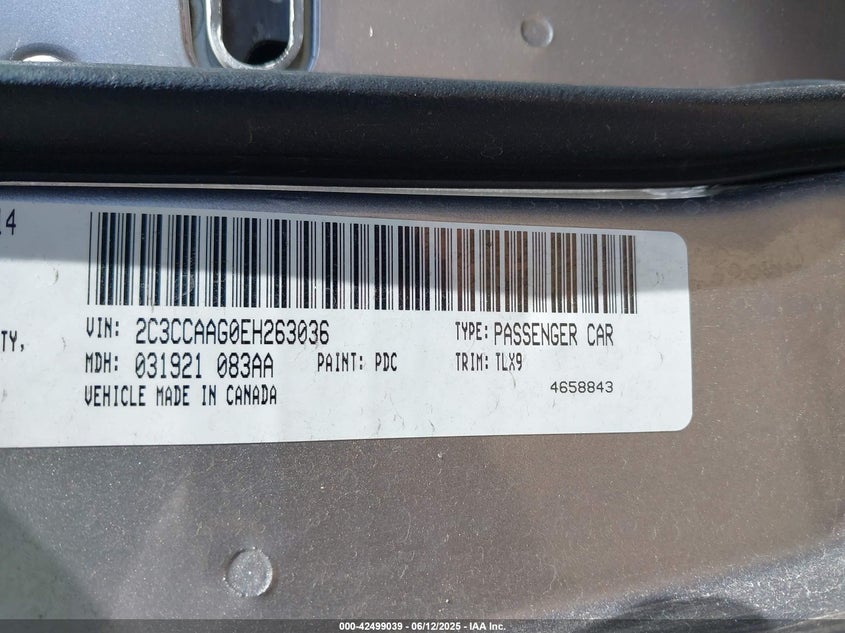 14
TY,
VIN: 2C3CCAAG0EH263036 TYPE: PASSENGER CAR
MDH: 031921 083AA PAINT: PDC TRIM: TLX9
VEHICLE MADE IN CANADA 4658843
000-42499039 - 06/12/2025 - IAA Inc.